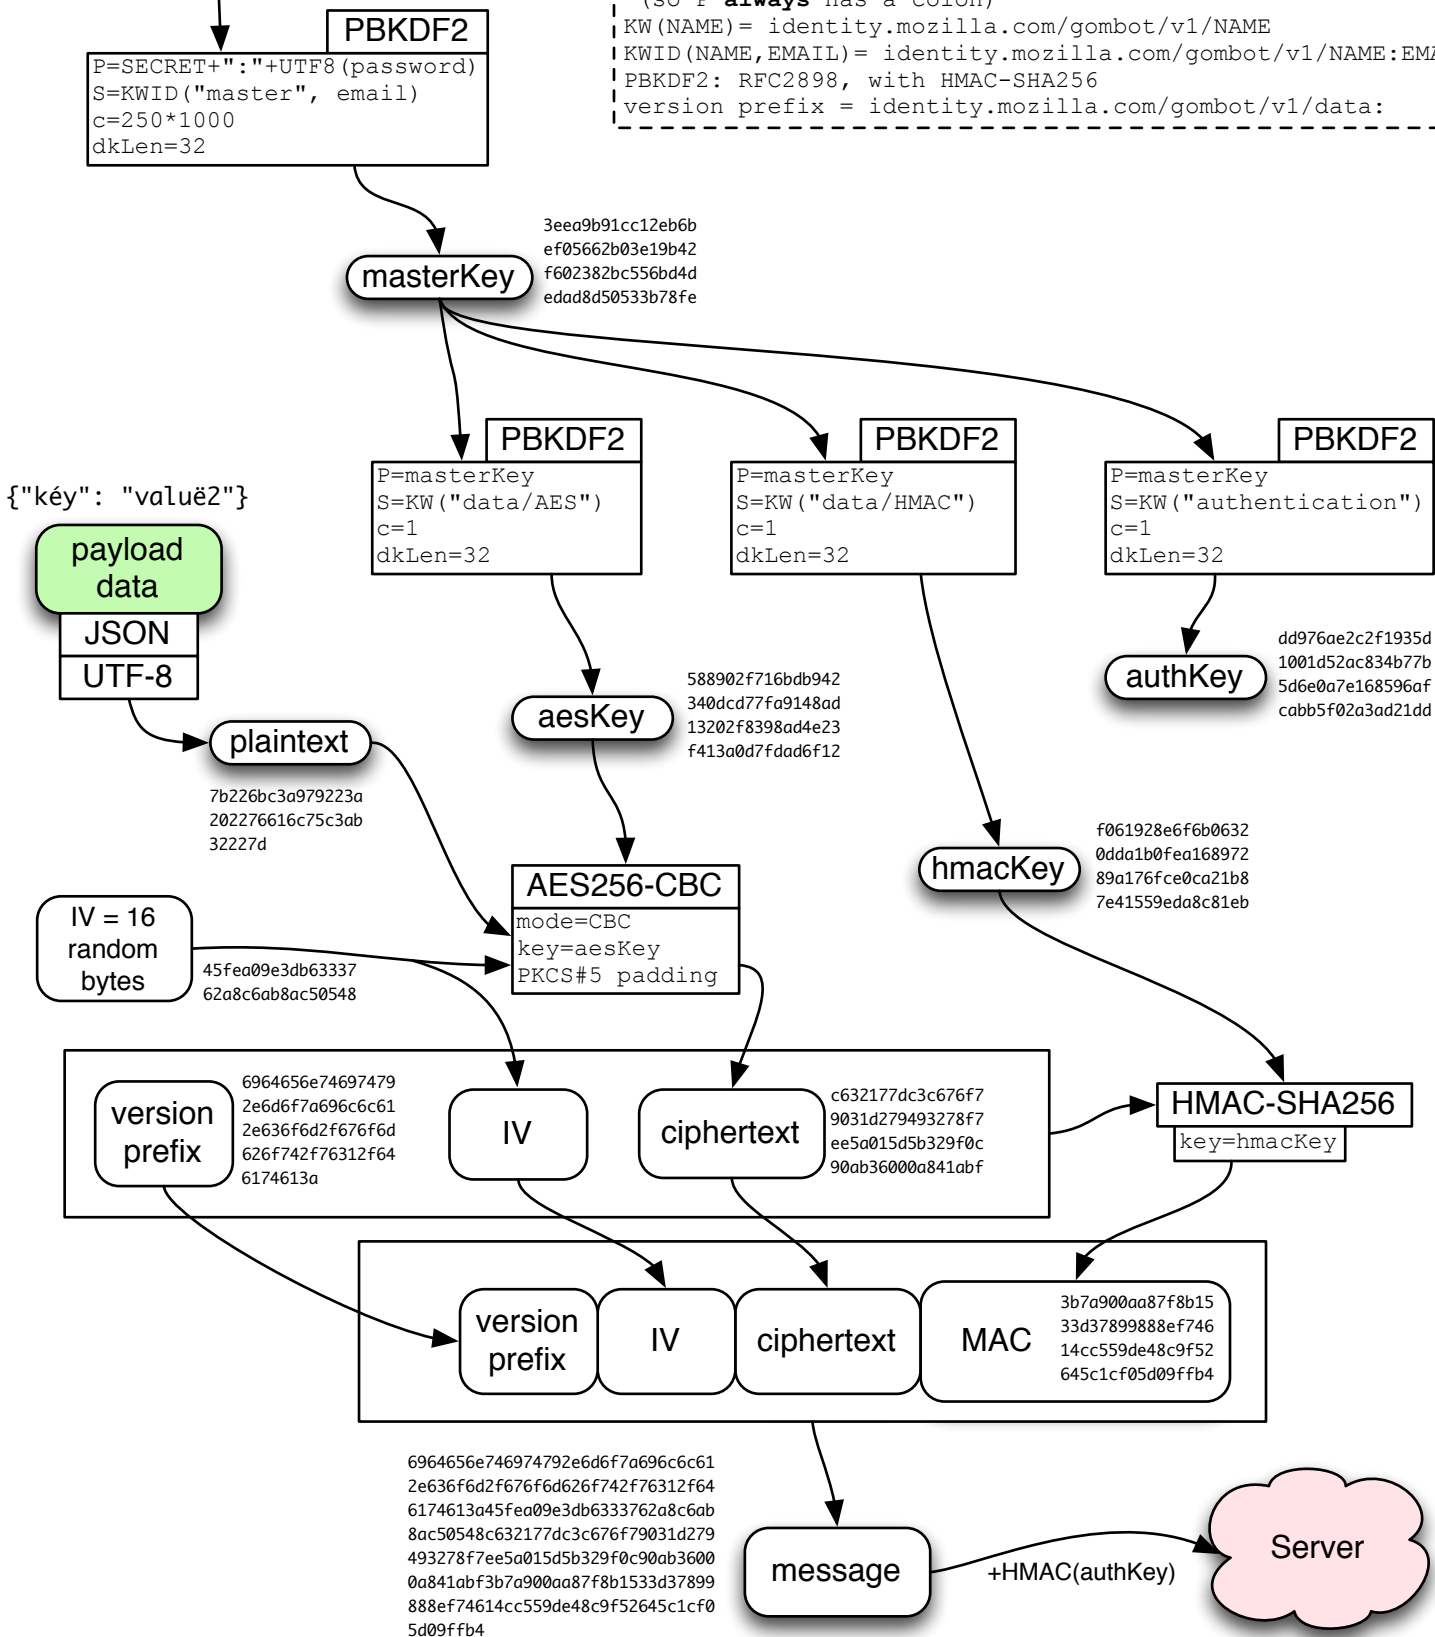 (so P always has a colon)
KW(NAME)= identity.mozilla.com/gombot/v1/NAME
KWID(NAME,EMAIL)= identity.mozilla.com/gombot/v1/NAME:EMA
PBKDF2: RFC2898, with HMAC-SHA256
version prefix = identity.mozilla.com/gombot/v1/data:
PBKDF2
P=SECRET+":"+UTF8(password)
S=KWID("master", email)
c=250*1000
dkLen=32
masterKey
3eea9b91cc12eb6b
ef05662b03e19b42
f602382bc556bd4d
edad8d50533b78fe
PBKDF2
P=masterKey
S=KW("data/AES")
c=1
dkLen=32
PBKDF2
P=masterKey
S=KW("data/HMAC")
c=1
dkLen=32
PBKDF2
P=masterKey
S=KW("authentication")
c=1
dkLen=32
{"kéy": "valuë2"}
payload
data
JSON
UTF-8
plaintext
7b226bc3a979223a
202276616c75c3ab
32227d
aesKey
588902f716bdb942
340dcd77fa9148ad
13202f8398ad4e23
f413a0d7fdad6f12
authKey
dd976ae2c2f1935d
1001d52ac834b77b
5d6e0a7e168596af
cabb5f02a3ad21dd
hmacKey
f061928e6f6b0632
0dda1b0fea168972
89a176fce0ca21b8
7e41559eda8c81eb
IV = 16
random
bytes
45fea09e3db63337
62a8c6ab8ac50548
AES256-CBC
mode=CBC
key=aesKey
PKCS#5 padding
version
prefix
6964656e74697479
2e6d6f7a696c6c61
2e636f6d2f676f6d
626f742f76312f64
6174613a
IV
ciphertext
c632177dc3c676f7
9031d279493278f7
ee5a015d5b329f0c
90ab36000a841abf
HMAC-SHA256
key=hmacKey
version
prefix
IV
ciphertext
MAC
3b7a900aa87f8b15
33d37899888ef746
14cc559de48c9f52
645c1cf05d09ffb4
6964656e746974792e6d6f7a696c6c61
2e636f6d2f676f6d626f742f76312f64
6174613a45fea09e3db6333762a8c6ab
8ac50548c632177dc3c676f79031d279
493278f7ee5a015d5b329f0c90ab3600
0a841abf3b7a900aa87f8b1533d37899
888ef74614cc559de48c9f52645c1cf0
5d09ffb4
message
+HMAC(authKey)
Server